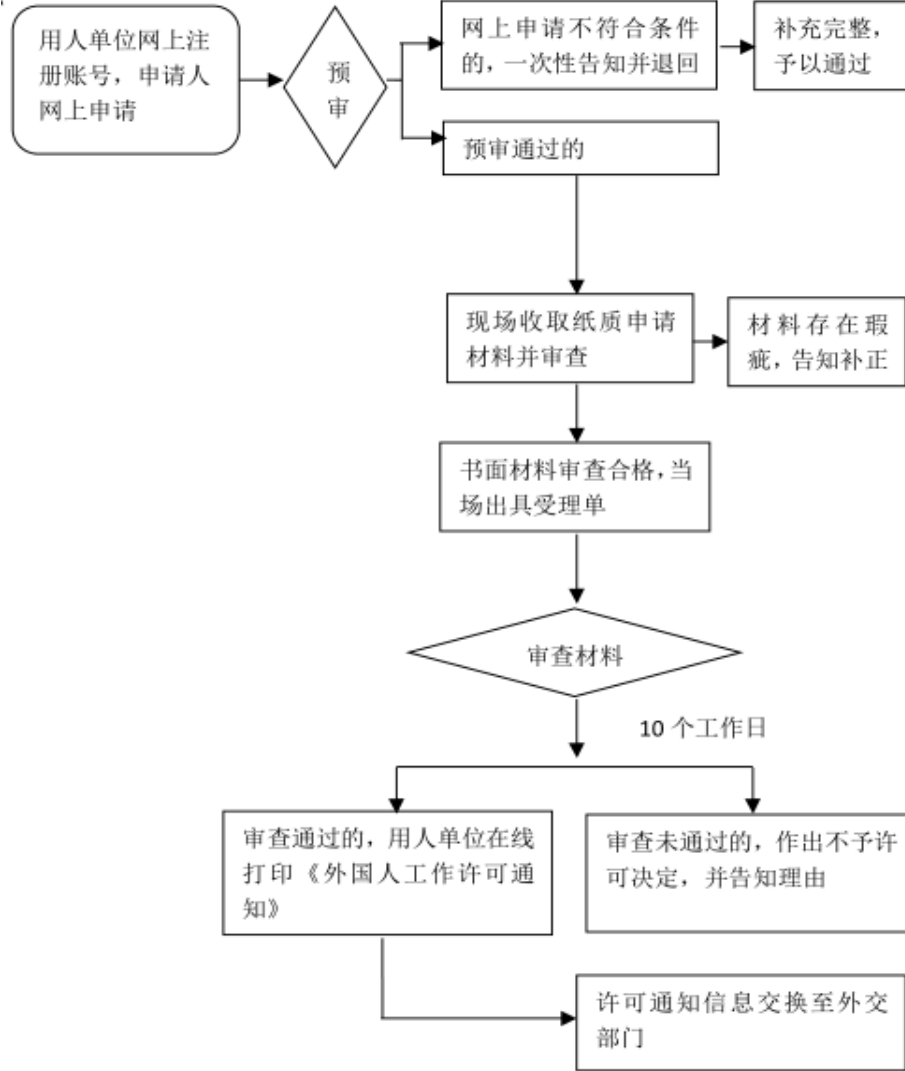 用人单位网上注
册账号，申请人
网上申请
预
审
网上申请不符合条件
的，一次性告知并退回
补充完整，
予以通过
预审通过的
现场收取纸质申请
材料并审查
材料存在瑕
疵，告知补正
书面材料审查合格，当
场出具受理单
审查材料
10 个工作日
审查通过的，用人单位在线
打印《外国人工作许可通
知》
审查未通过的，作出不予许
可决定，并告知理由
许可通知信息交换至外交
部门